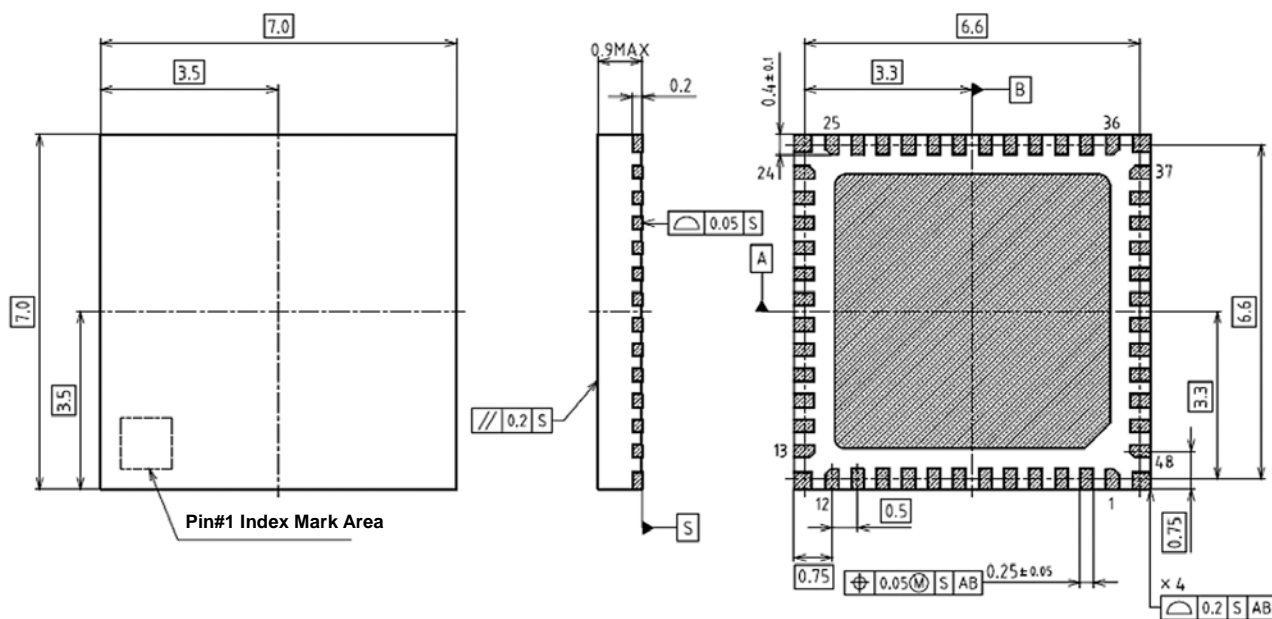 7.0
3.5
7.0
3.5
Pin#1 Index Mark Area
0.9MAX
0.2
⌓ 0.05 S
// 0.2 S
S
6.6
3.3
B
0.4±0.1
25
36
24
37
A
6.6
3.3
13
48
12
1
0.5
0.75
0.75
⌖ 0.05Ⓜ S AB
0.25±0.05
×4
⌓ 0.2 S AB